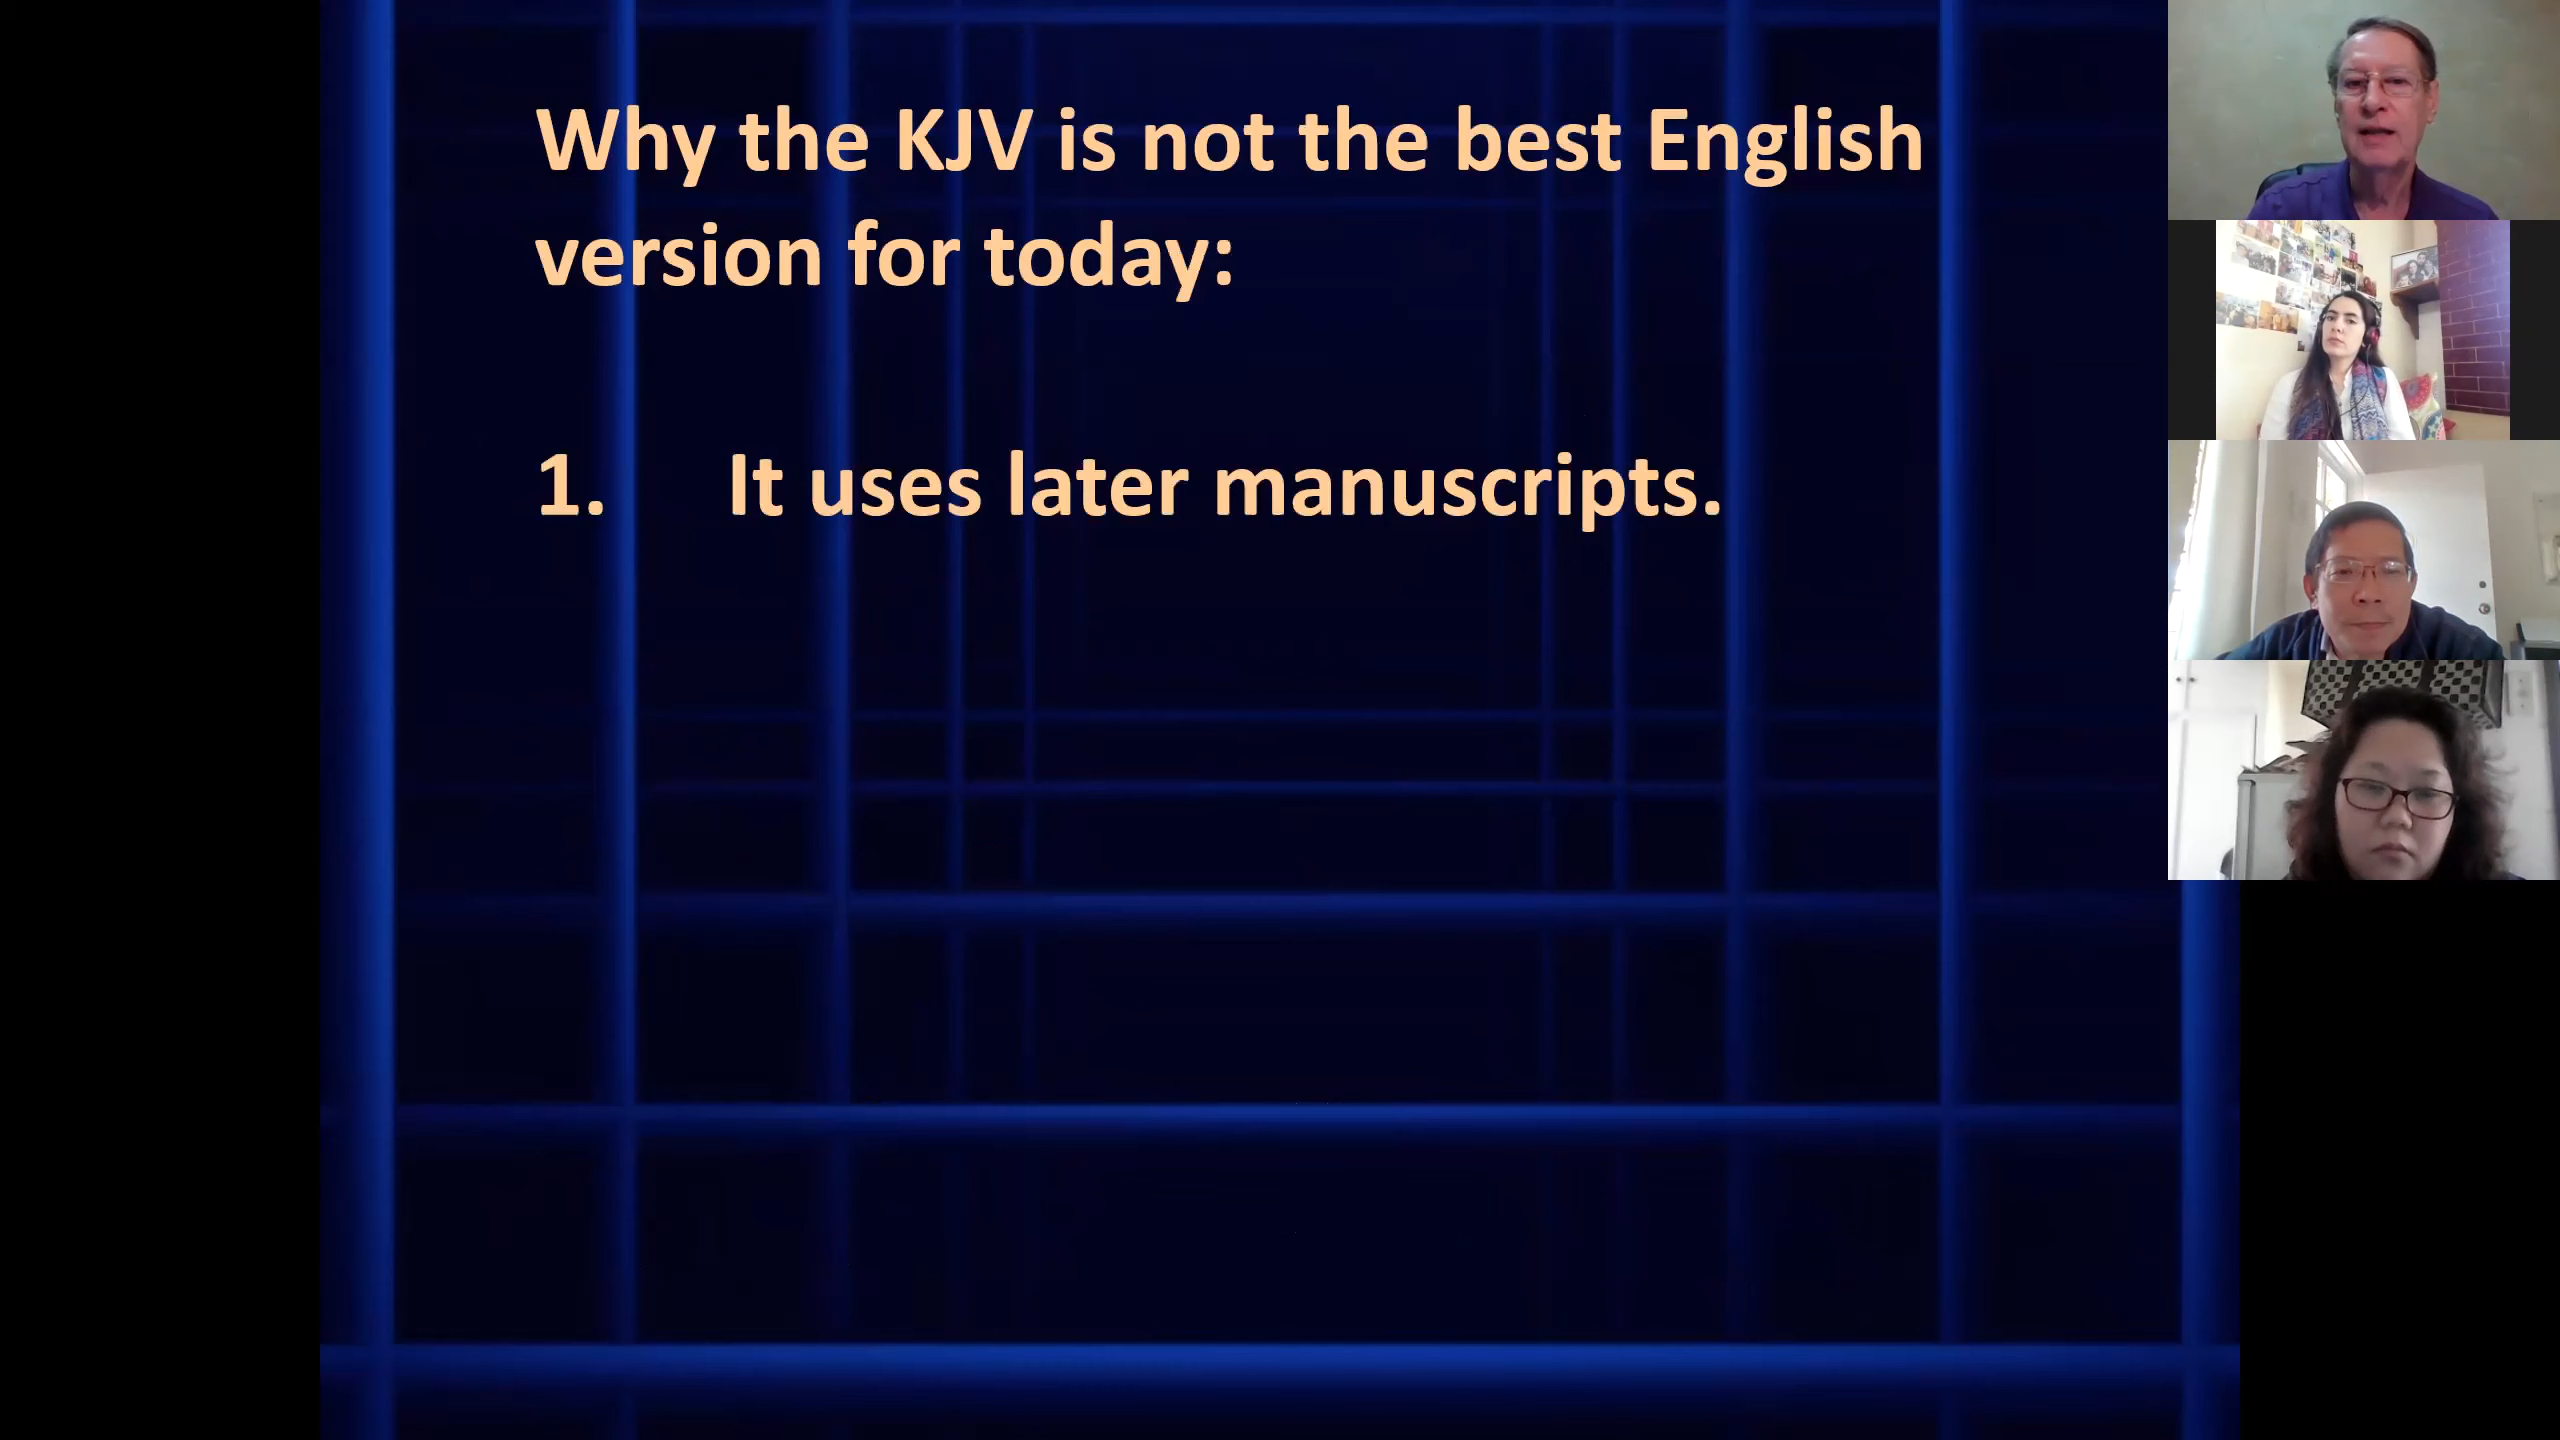 Why the KJV is not the best English
version for today:
1. It uses later manuscripts.